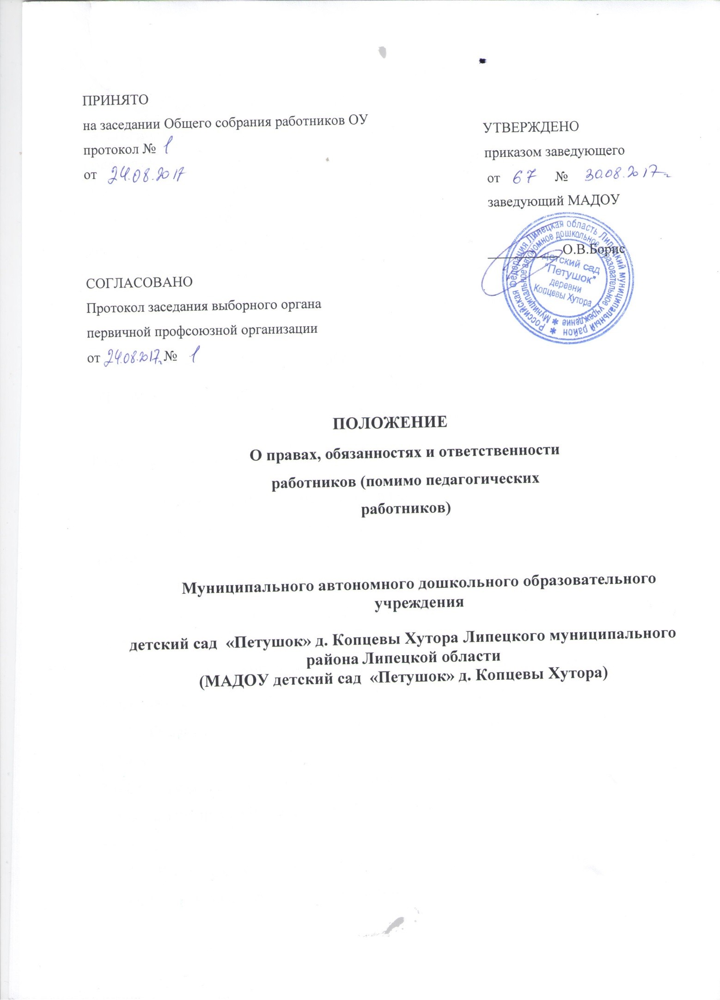 ПРИНЯТО
на заседании Общего собрания работников ОУ
протокол № 1
от 24.08.2017
УТВЕРЖДЕНО
приказом заведующего
от 67 № 30.08.2017г
заведующий МАДОУ
О.В.Борис
Российская Федерация Липецкая область Липецкий муниципальный район
Муниципальное автономное дошкольное образовательное учреждение
детский сад
"Петушок"
деревни
Копцевы Хутора
СОГЛАСОВАНО
Протокол заседания выборного органа
первичной профсоюзной организации
от 24.08.2017г № 1
ПОЛОЖЕНИЕ
О правах, обязанностях и ответственности
работников (помимо педагогических
работников)
Муниципального автономного дошкольного образовательного
учреждения
детский сад «Петушок» д. Копцевы Хутора Липецкого муниципального
района Липецкой области
(МАДОУ детский сад «Петушок» д. Копцевы Хутора)